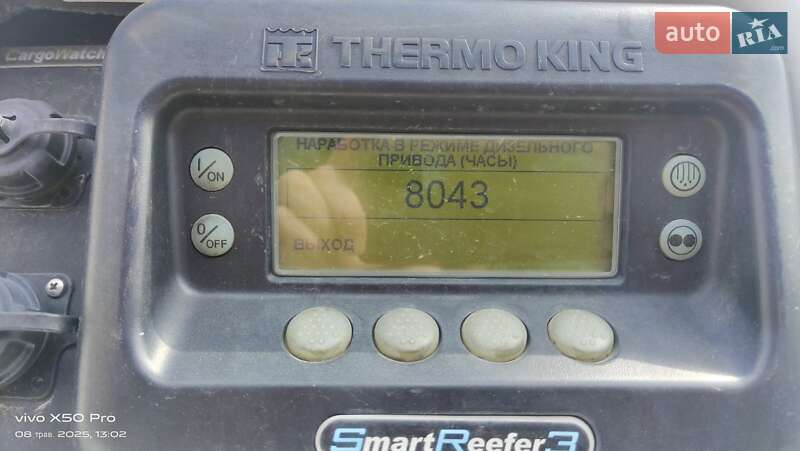 auto RIA
CargoWatch
THERMO KING
НАРАБОТКА В РЕЖИМЕ ДИЗЕЛЬНОГО
ПРИВОДА (ЧАСЫ)
I/ON
8043
0/OFF
ВЫХОД
SmartReefer3
vivo X50 Pro
08 трав. 2025, 13:02